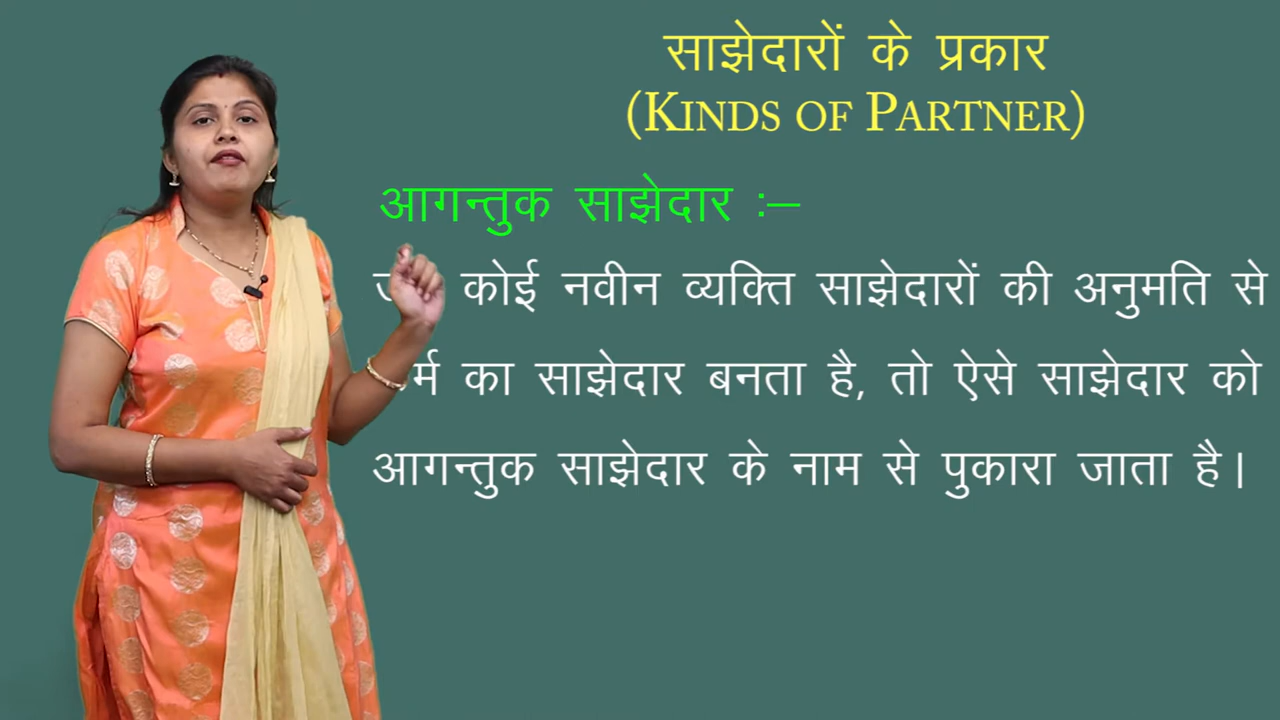 साझेदारों के प्रकार
(KINDS OF PARTNER)
आगन्तुक साझेदार :–
कोई नवीन व्यक्ति साझेदारों की अनुमति से
का साझेदार बनता है, तो ऐसे साझेदार को
आगन्तुक साझेदार के नाम से पुकारा जाता है।